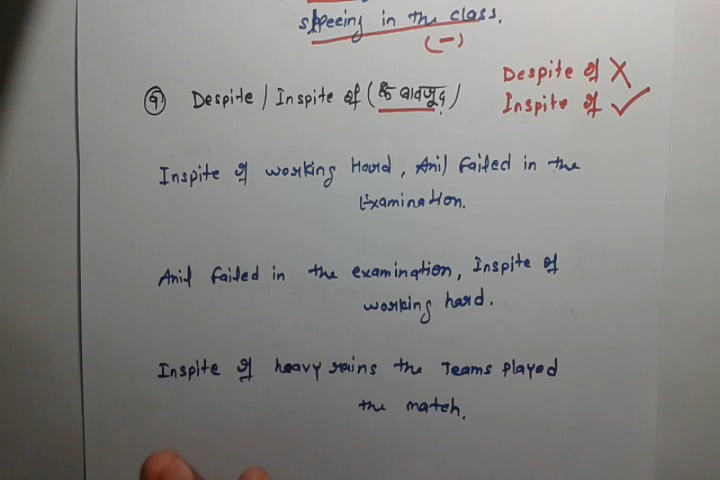 speeing in the class.
(-)
Despite of X
Inspite of ✓
9) Despite / Inspite of (के बावजूद)
Inspite of working Hard, Anil Failed in the
Examination.
Anil failed in the examination, Inspite of
working hard.
Inspite of heavy rains the Teams played
the match.